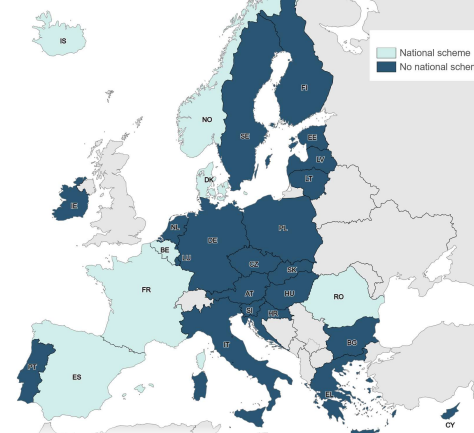 IS
National scheme
No national schem
FI
NO
SE
EE
LV
DK
LT
IE
NL
PL
DE
BE
LU
CZ
SK
FR
AT
HU
RO
SI
HR
BG
IT
PT
ES
EL
CY